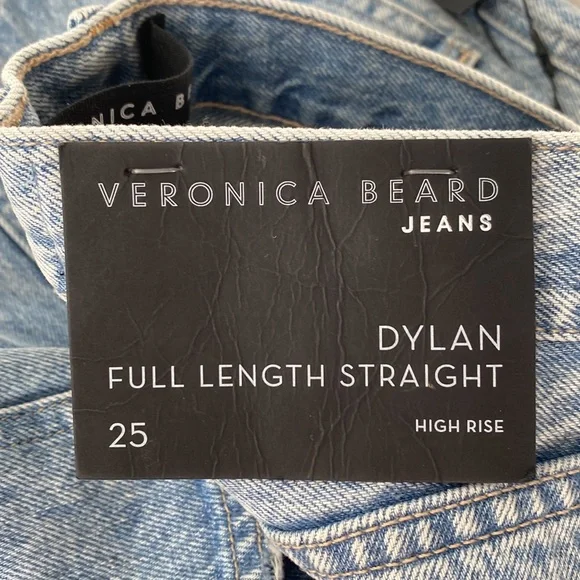 VERONICA BEARD
JEANS
DYLAN
FULL LENGTH STRAIGHT
25
HIGH RISE